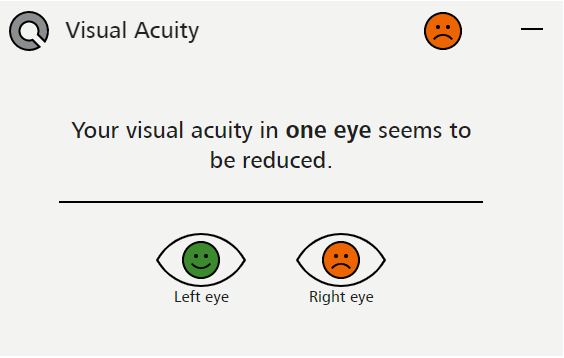 Visual Acuity
Your visual acuity in one eye seems to
be reduced.
Left eye
Right eye